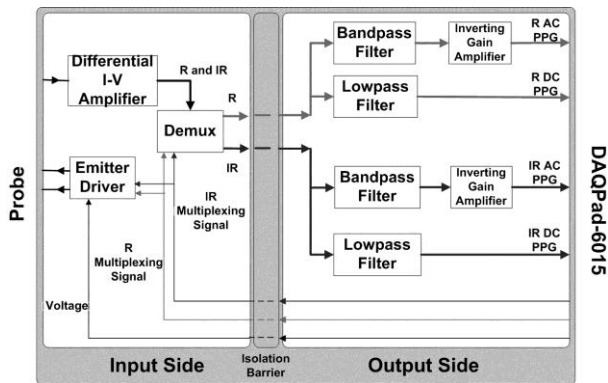 Differential
I-V
Amplifier
R and IR
R
Demux
IR
Emitter
Driver
IR
Multiplexing
Signal
R
Multiplexing
Signal
Voltage
Probe
Input Side
Isolation
Barrier
Bandpass
Filter
Inverting
Gain
Amplifier
R AC
PPG
Lowpass
Filter
R DC
PPG
Bandpass
Filter
Inverting
Gain
Amplifier
IR AC
PPG
Lowpass
Filter
IR DC
PPG
Output Side
DAQPad-6015